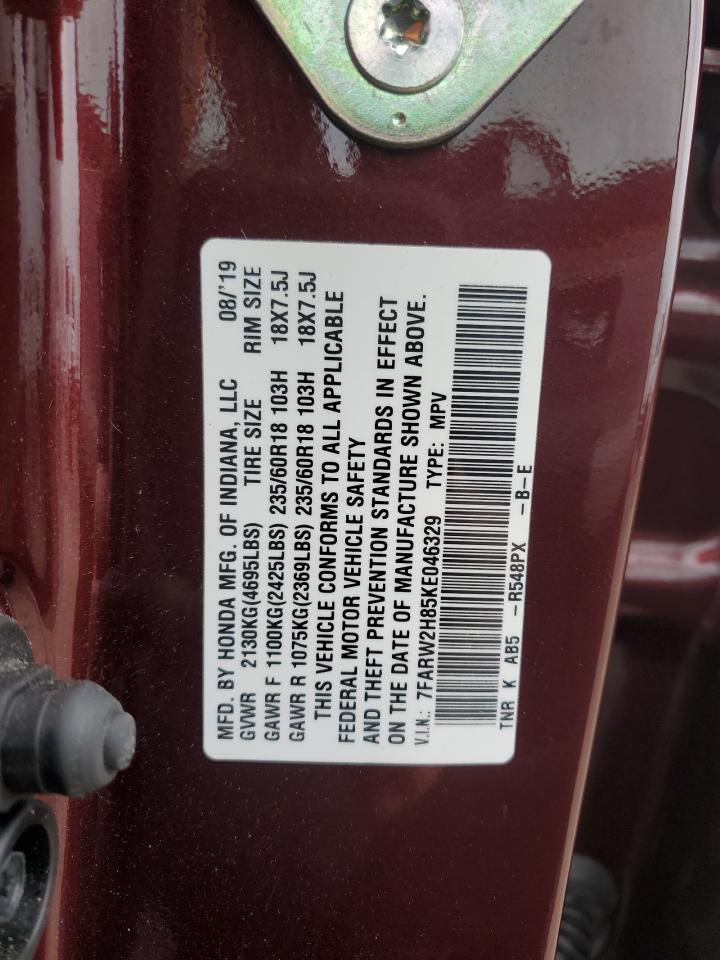 MFD. BY HONDA MFG. OF INDIANA, LLC 08/'19
GVWR 2130KG(4695LBS) TIRE SIZE RIM SIZE
GAWR F 1100KG(2425LBS) 235/60R18 103H 18X7.5J
GAWR R 1075KG(2369LBS) 235/60R18 103H 18X7.5J
THIS VEHICLE CONFORMS TO ALL APPLICABLE
FEDERAL MOTOR VEHICLE SAFETY
AND THEFT PREVENTION STANDARDS IN EFFECT
ON THE DATE OF MANUFACTURE SHOWN ABOVE.
V.I.N.: 7FARW2H85KE046329 TYPE: MPV
TNR K AB5 -R548PX -B-E